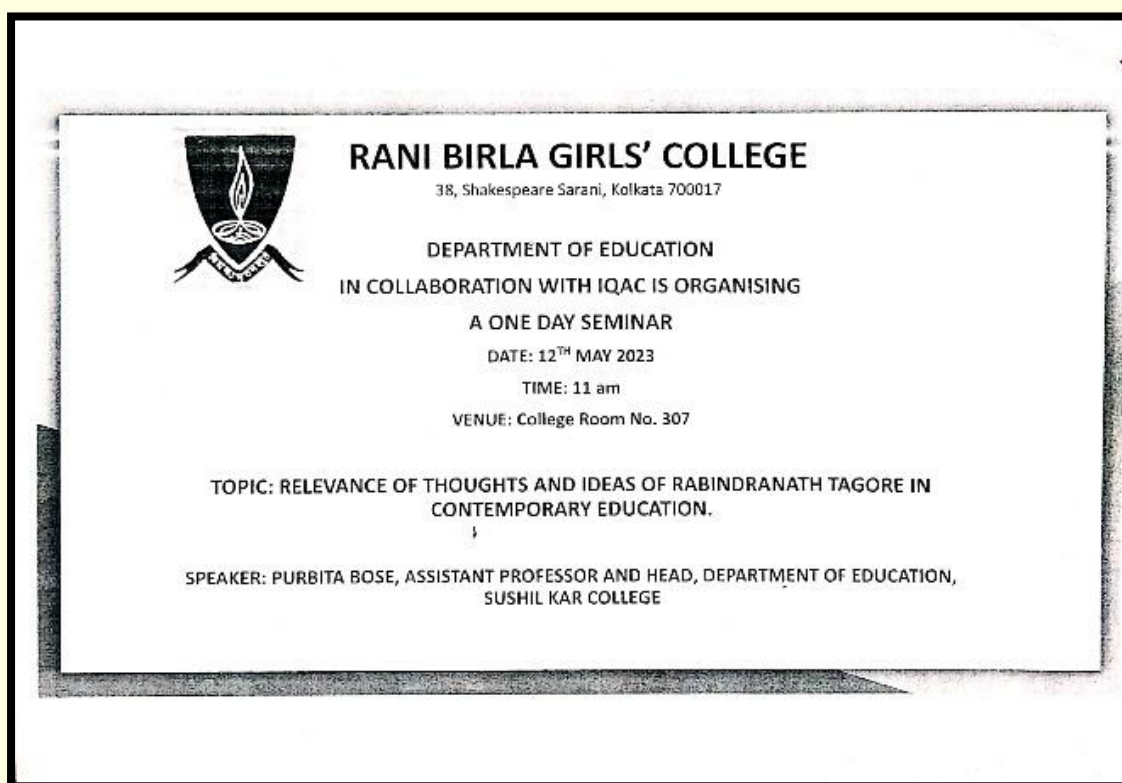 RANI BIRLA GIRLS' COLLEGE
38, Shakespeare Sarani, Kolkata 700017
DEPARTMENT OF EDUCATION
IN COLLABORATION WITH IQAC IS ORGANISING
A ONE DAY SEMINAR
DATE: 12TH MAY 2023
TIME: 11 am
VENUE: College Room No. 307
TOPIC: RELEVANCE OF THOUGHTS AND IDEAS OF RABINDRANATH TAGORE IN
CONTEMPORARY EDUCATION.
SPEAKER: PURBITA BOSE, ASSISTANT PROFESSOR AND HEAD, DEPARTMENT OF EDUCATION,
SUSHIL KAR COLLEGE